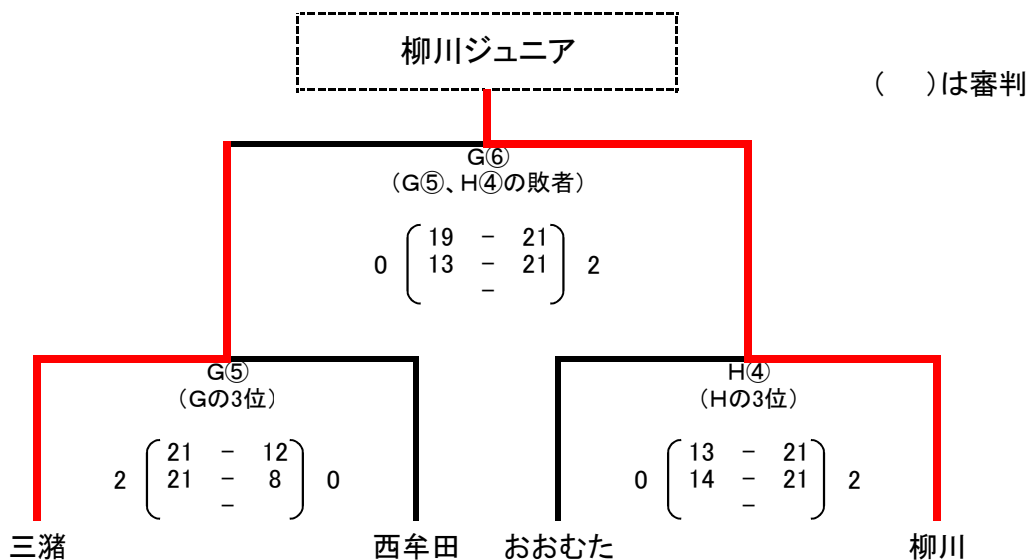 柳川ジュニア
(　)は審判
G⑥
(G⑤、H④の敗者)
19 - 21
0 13 - 21 2
-
G⑤
(Gの3位)
21 - 12
2 21 - 8 0
-
H④
(Hの3位)
13 - 21
0 14 - 21 2
-
三潴 西牟田 おおむた 柳川